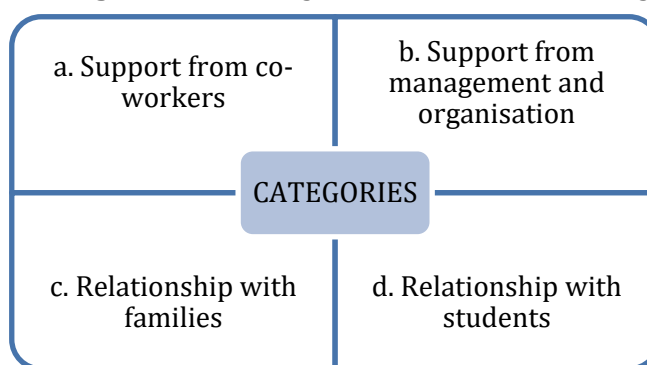 a. Support from co-
workers
b. Support from
management and
organisation
CATEGORIES
c. Relationship with
families
d. Relationship with
students